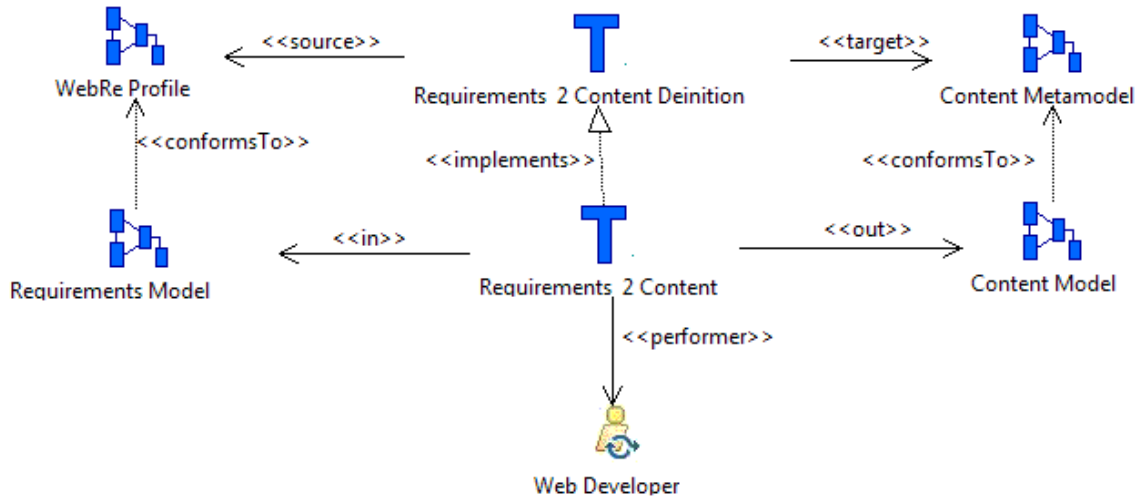 <<source>>
<<target>>
WebRe Profile
Requirements 2 Content Deinition
Content Metamodel
<<conformsTo>>
<<implements>>
<<conformsTo>>
<<in>>
<<out>>
Requirements Model
Requirements 2 Content
Content Model
<<performer>>
Web Developer